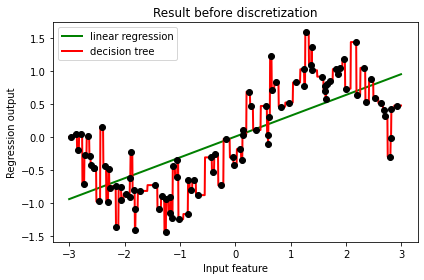 Result before discretization
linear regression
decision tree
Regression output
1.5
1.0
0.5
0.0
−0.5
−1.0
−1.5
−3
−2
−1
0
1
2
3
Input feature